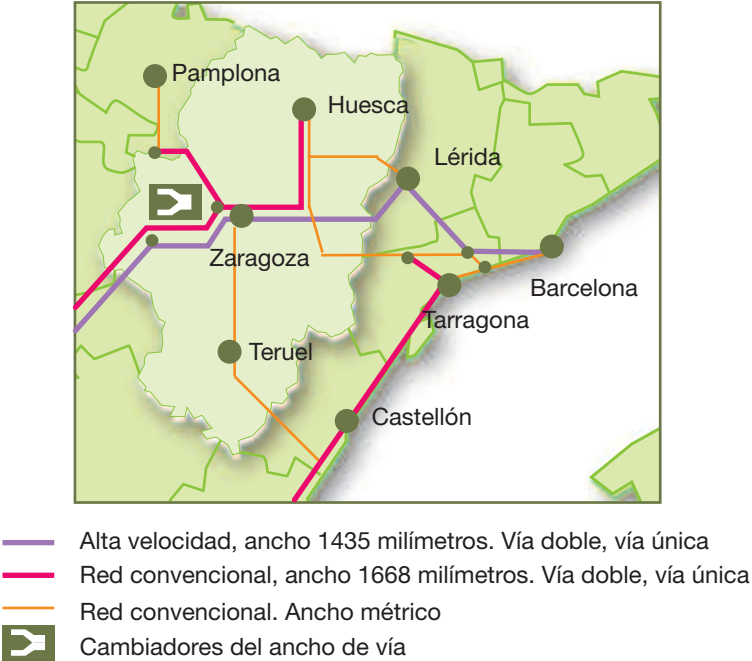 Pamplona
Huesca
Lérida
Zaragoza
Barcelona
Tarragona
Teruel
Castellón
Alta velocidad, ancho 1435 milímetros. Vía doble, vía única
Red convencional, ancho 1668 milímetros. Vía doble, vía única
Red convencional. Ancho métrico
Cambiadores del ancho de vía